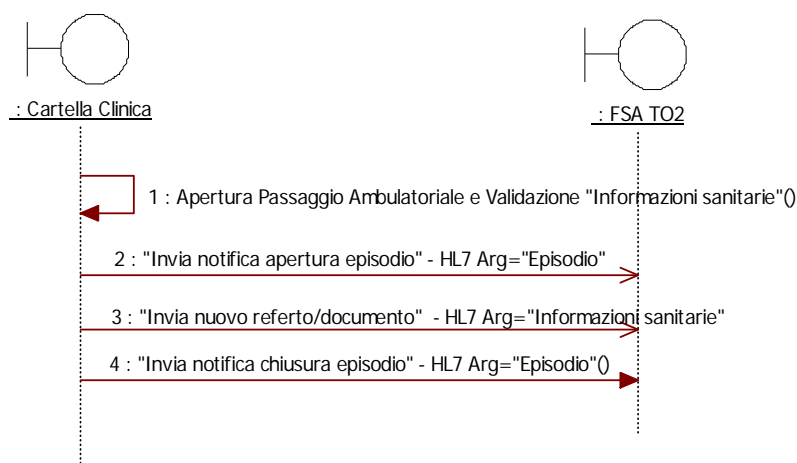 : Cartella Clinica
: FSA TO2
1 : Apertura Passaggio Ambulatoriale e Validazione "Informazioni sanitarie"()
2 : "Invia notifica apertura episodio" - HL7 Arg="Episodio"
3 : "Invia nuovo referto/documento" - HL7 Arg="Informazioni sanitarie"
4 : "Invia notifica chiusura episodio" - HL7 Arg="Episodio"()